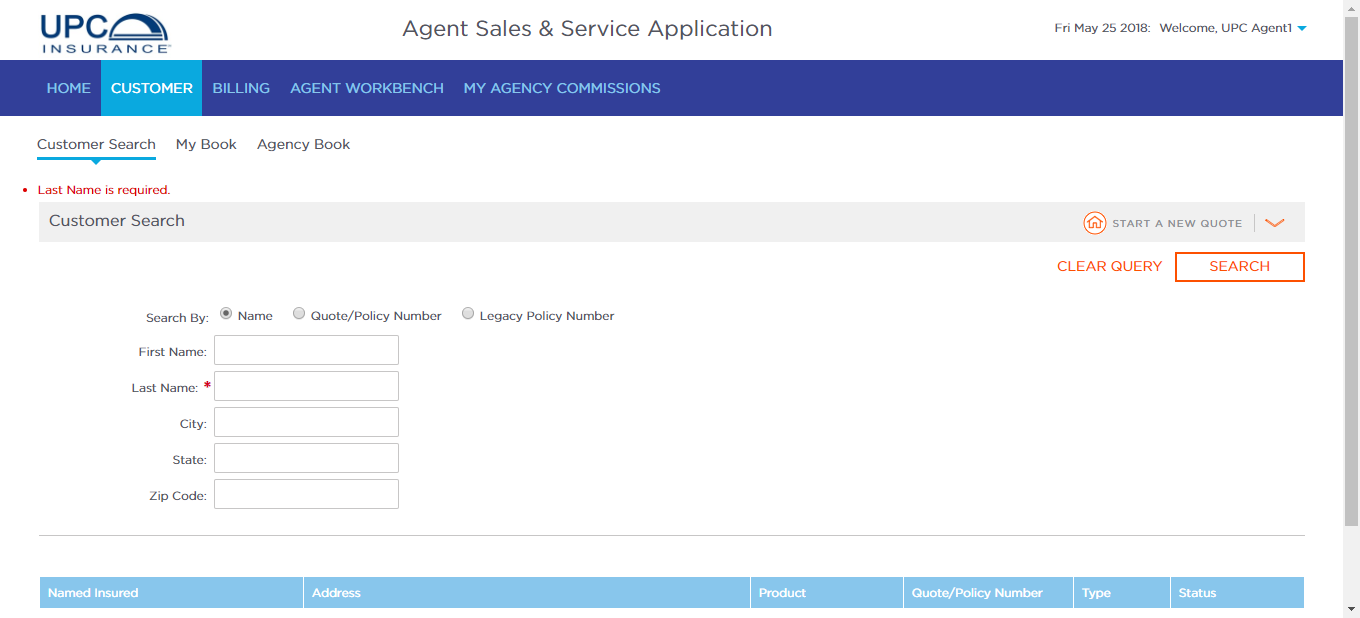 UPC
INSURANCE
Agent Sales & Service Application
Fri May 25 2018: Welcome, UPC Agent1
HOME CUSTOMER BILLING AGENT WORKBENCH MY AGENCY COMMISSIONS
Customer Search My Book Agency Book
• Last Name is required.
Customer Search START A NEW QUOTE
CLEAR QUERY SEARCH
Search By: Name Quote/Policy Number Legacy Policy Number
First Name:
Last Name: *
City:
State:
Zip Code:
Named Insured Address Product Quote/Policy Number Type Status